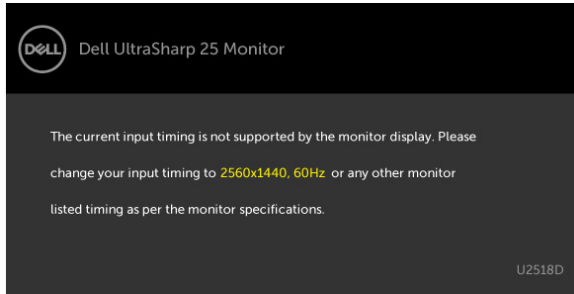 DELL
Dell UltraSharp 25 Monitor
The current input timing is not supported by the monitor display. Please
change your input timing to 2560x1440, 60Hz or any other monitor
listed timing as per the monitor specifications.
U2518D